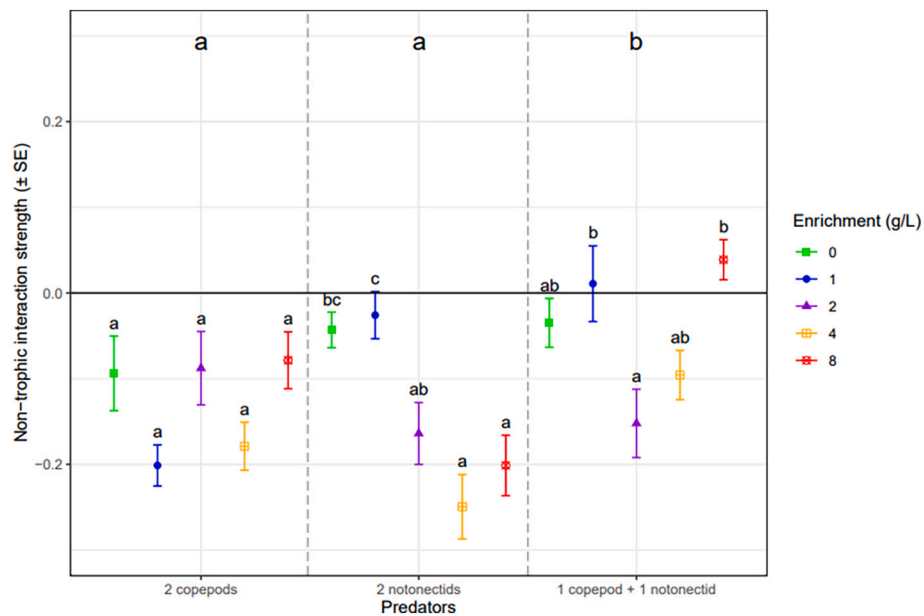 a a b
Non-trophic interaction strength (± SE)
0.2
0.0
−0.2
a a a a a
bc c ab a a
ab b a ab b
2 copepods 2 notonectids 1 copepod + 1 notonectid
Predators
Enrichment (g/L)
0
1
2
4
8